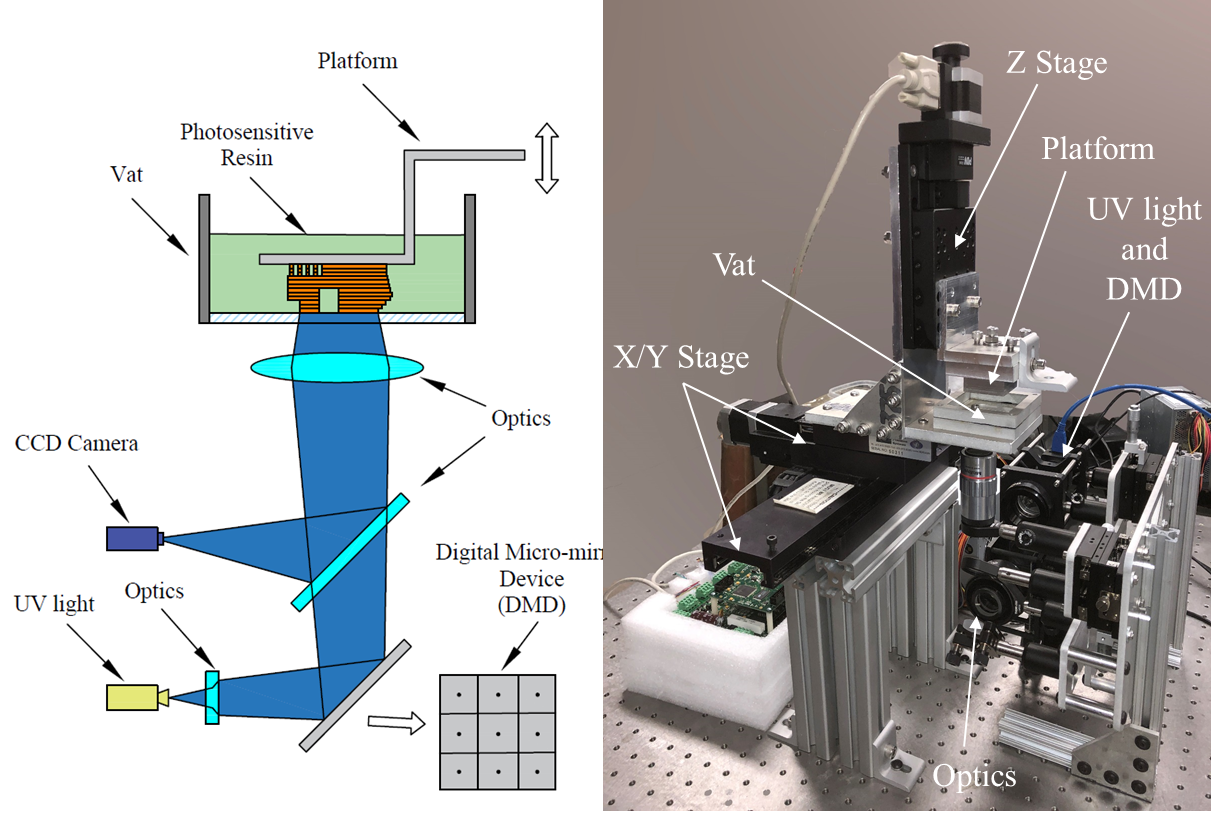 Platform
Photosensitive
Resin
Vat
Optics
CCD Camera
Digital Micro-mir
Device
(DMD)
Optics
UV light
Z Stage
Platform
UV light
and
DMD
Vat
X/Y Stage
Optics